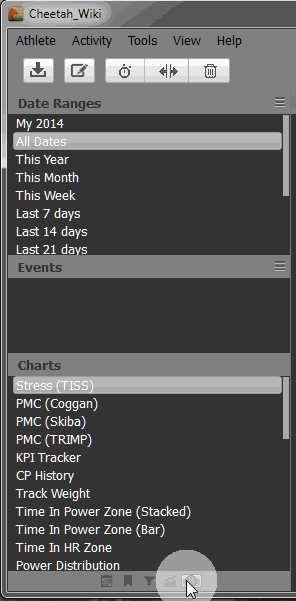 Cheetah_Wiki
Athlete Activity Tools View Help
Date Ranges
My 2014
All Dates
This Year
This Month
This Week
Last 7 days
Last 14 days
Last 21 days
Events
Charts
Stress (TISS)
PMC (Coggan)
PMC (Skiba)
PMC (TRIMP)
KPI Tracker
CP History
Track Weight
Time In Power Zone (Stacked)
Time In Power Zone (Bar)
Time In HR Zone
Power Distribution